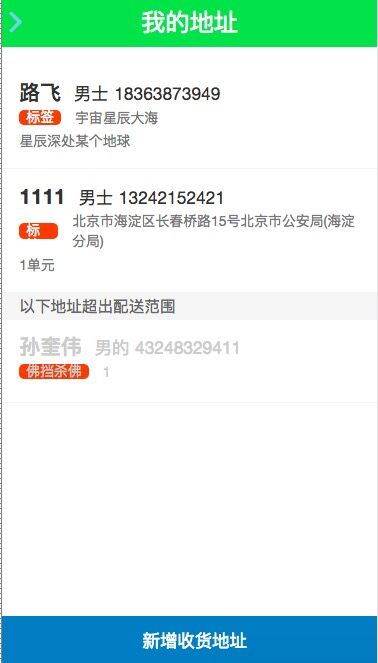 我的地址
路飞 男士 18363873949
标签 宇宙星辰大海
星辰深处某个地球
1111 男士 13242152421
标 北京市海淀区长春桥路15号北京市公安局(海淀
分局)
1单元
以下地址超出配送范围
孙奎伟 男的 43248329411
佛挡杀佛 1
新增收货地址